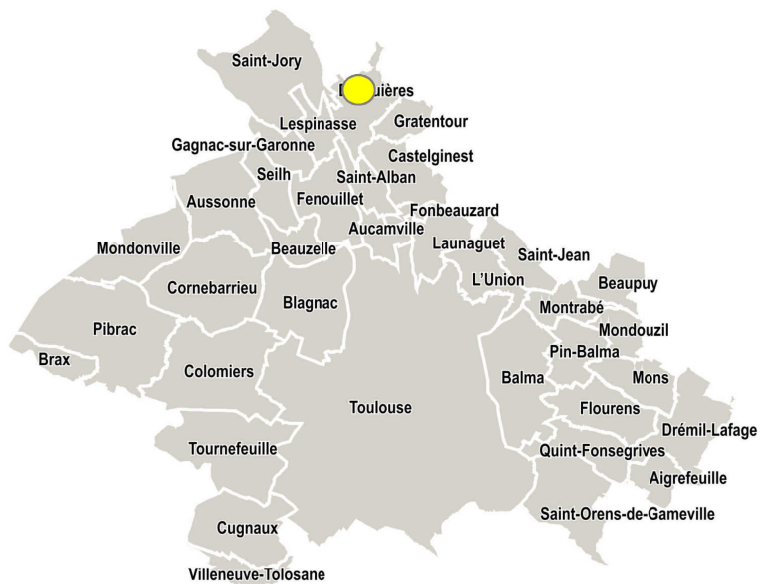 Saint-Jory
Lespinasse
Gratentour
Gagnac-sur-Garonne
Castelginest
Seilh
Saint-Alban
Aussonne
Fenouillet
Fonbeauzard
Aucamville
Mondonville
Beauzelle
Launaguet
Saint-Jean
L'Union
Beaupuy
Cornebarrieu
Blagnac
Montrabé
Pibrac
Mondouzil
Pin-Balma
Brax
Colomiers
Balma
Mons
Toulouse
Flourens
Drémil-Lafage
Tournefeuille
Quint-Fonsegrives
Aigrefeuille
Saint-Orens-de-Gameville
Cugnaux
Villeneuve-Tolosane